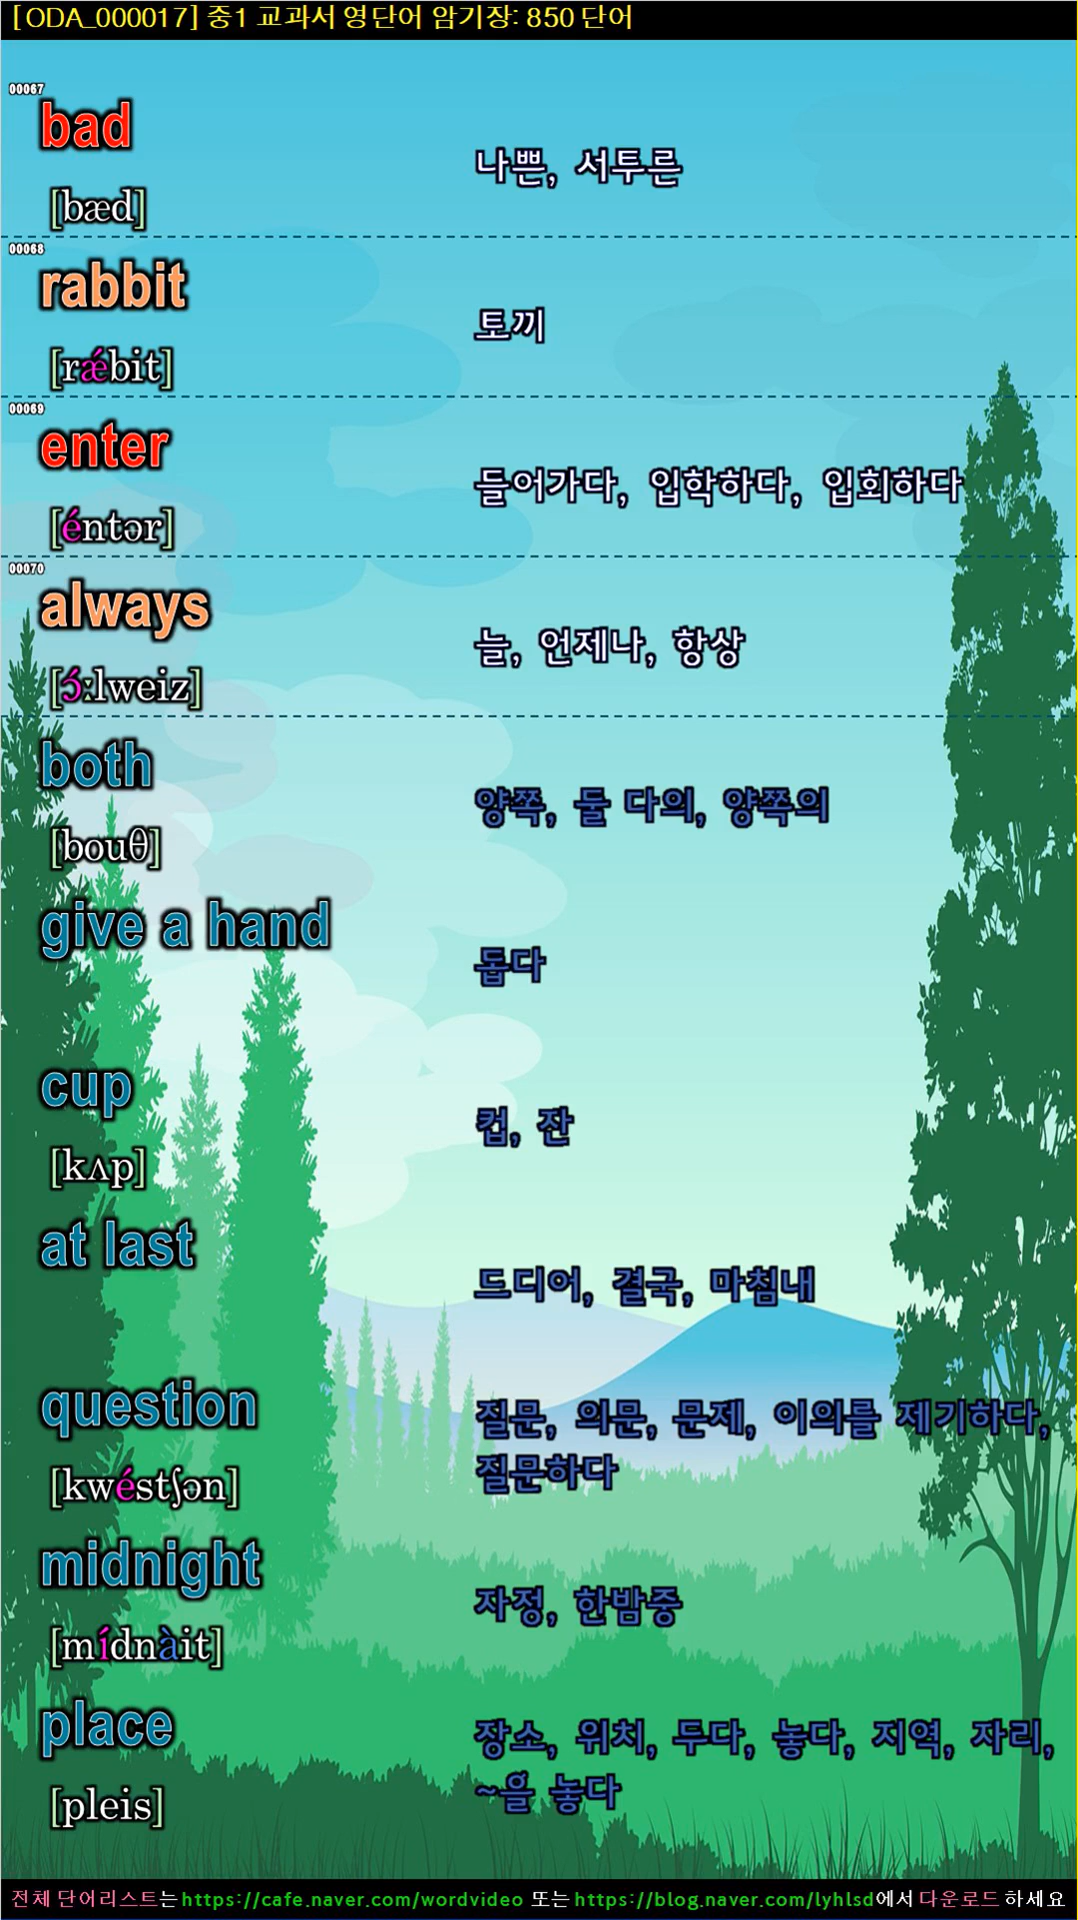 [ODA_000017] 중1 교과서 영단어 암기장: 850 단어
00067
bad
나쁜, 서투른
[bæd]
00068
rabbit
토끼
[rǽbit]
00069
enter
들어가다, 입학하다, 입회하다
[éntər]
00070
always
늘, 언제나, 항상
[ɔ́ːlweiz]
both
양쪽, 둘 다의, 양쪽의
[bouθ]
give a hand
돕다
cup
컵, 잔
[kʌp]
at last
드디어, 결국, 마침내
question
질문, 의문, 문제, 이의를 제기하다,
질문하다
[kwéstʃən]
midnight
자정, 한밤중
[mídnàit]
place
장소, 위치, 두다, 놓다, 지역, 자리,
~을 놓다
[pleis]
전체 단어리스트는 https://cafe.naver.com/wordvideo 또는 https://blog.naver.com/lyhlsd에서 다운로드 하세요